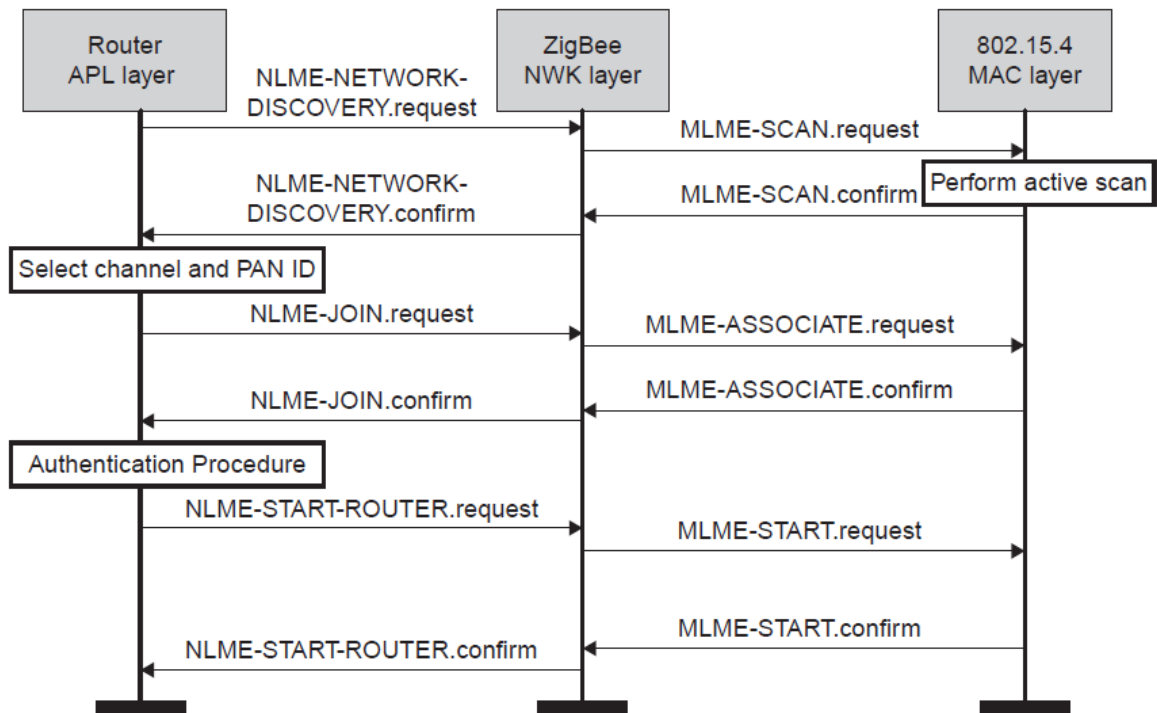 Router
APL layer
ZigBee
NWK layer
802.15.4
MAC layer
NLME-NETWORK-
DISCOVERY.request
MLME-SCAN.request
Perform active scan
NLME-NETWORK-
DISCOVERY.confirm
MLME-SCAN.confirm
Select channel and PAN ID
NLME-JOIN.request
MLME-ASSOCIATE.request
MLME-ASSOCIATE.confirm
NLME-JOIN.confirm
Authentication Procedure
NLME-START-ROUTER.request
MLME-START.request
MLME-START.confirm
NLME-START-ROUTER.confirm